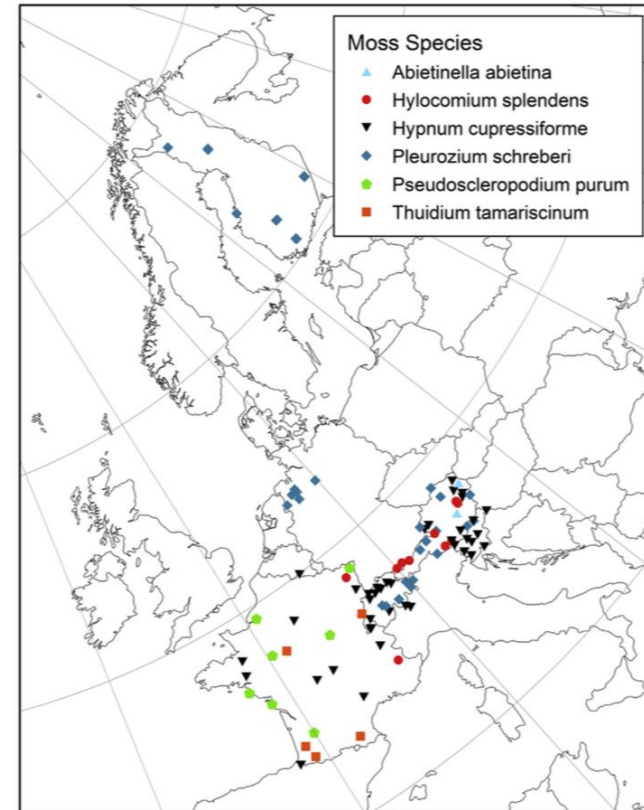 Moss Species
Abietinella abietina
Hylocomium splendens
Hypnum cupressiforme
Pleurozium schreberi
Pseudoscleropodium purum
Thuidium tamariscinum